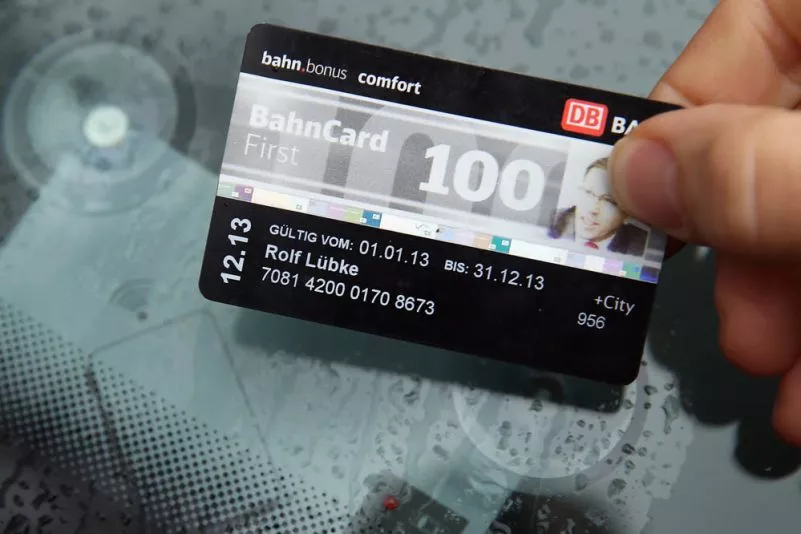 bahn.bonus comfort
DB BA
BahnCard
First
100
12.13
GÜLTIG VOM: 01.01.13 BIS: 31.12.13
Rolf Lübke
7081 4200 0170 8673
+City
956